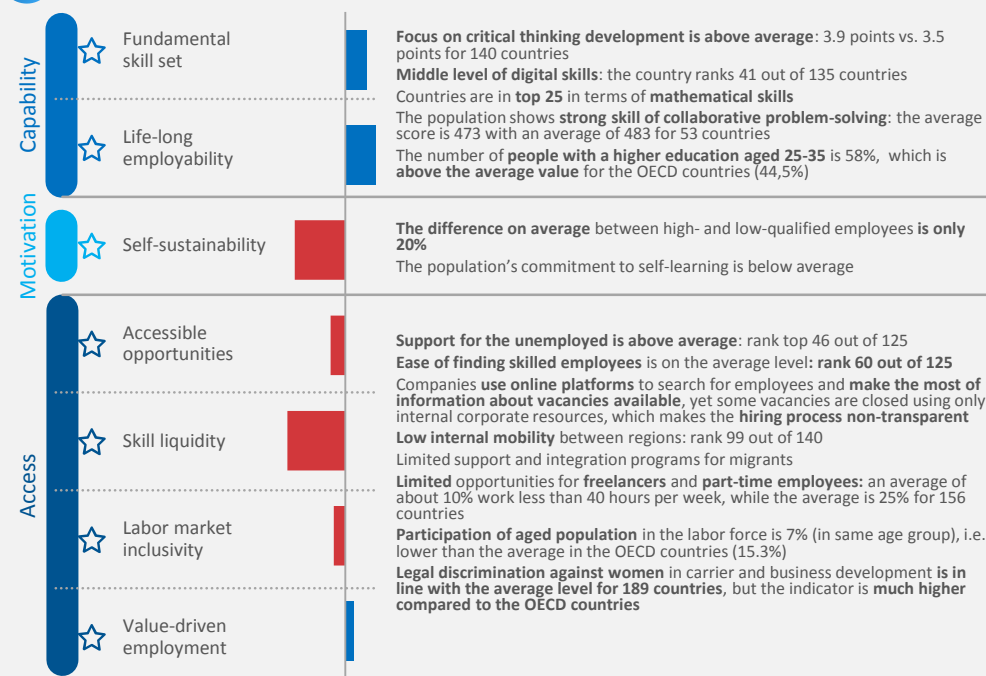 Capability
Fundamental
skill set
Focus on critical thinking development is above average: 3.9 points vs. 3.5
points for 140 countries
Middle level of digital skills: the country ranks 41 out of 135 countries
Countries are in top 25 in terms of mathematical skills
Life-long
employability
The population shows strong skill of collaborative problem-solving: the average
score is 473 with an average of 483 for 53 countries
The number of people with a higher education aged 25-35 is 58%, which is
above the average value for the OECD countries (44,5%)
Motivation
Self-sustainability
The difference on average between high- and low-qualified employees is only
20%
The population's commitment to self-learning is below average
Access
Accessible
opportunities
Support for the unemployed is above average: rank top 46 out of 125
Ease of finding skilled employees is on the average level: rank 60 out of 125
Companies use online platforms to search for employees and make the most of
information about vacancies available, yet some vacancies are closed using only
internal corporate resources, which makes the hiring process non-transparent
Skill liquidity
Low internal mobility between regions: rank 99 out of 140
Limited support and integration programs for migrants
Limited opportunities for freelancers and part-time employees: an average of
about 10% work less than 40 hours per week, while the average is 25% for 156
countries
Labor market
inclusivity
Participation of aged population in the labor force is 7% (in same age group), i.e.
lower than the average in the OECD countries (15.3%)
Legal discrimination against women in carrier and business development is in
line with the average level for 189 countries, but the indicator is much higher
compared to the OECD countries
Value-driven
employment